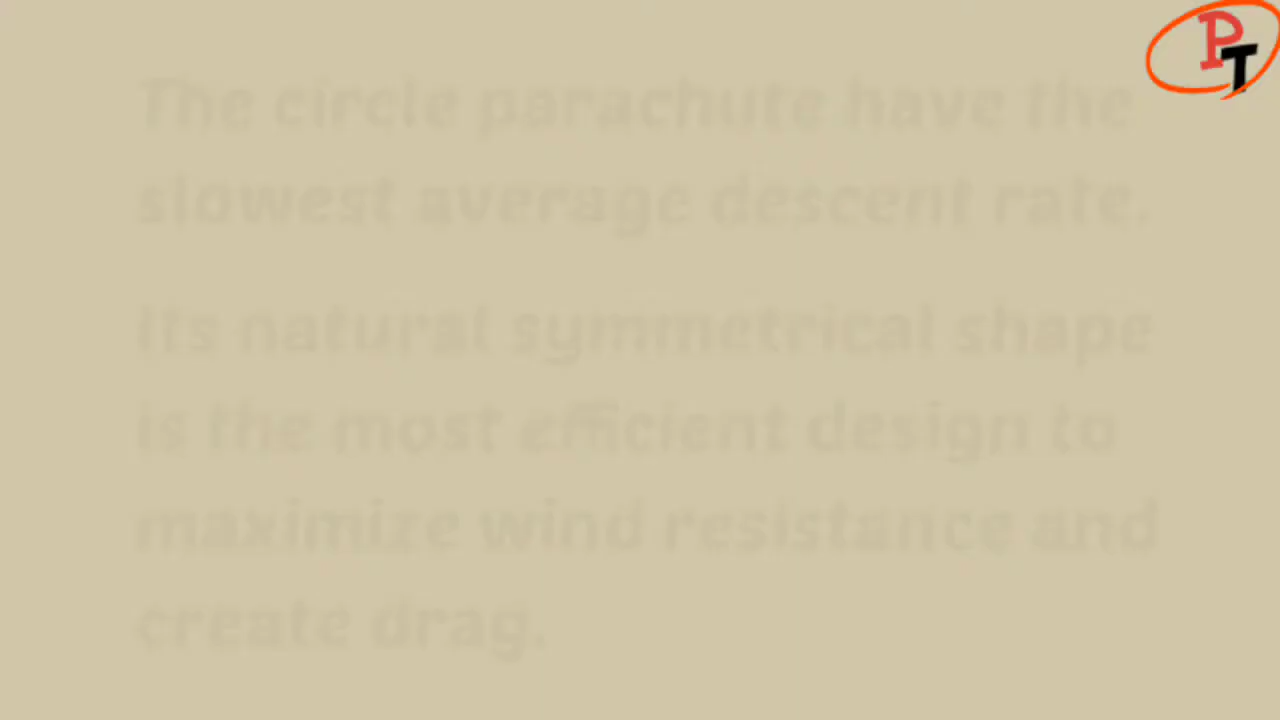 PT
The circle parachute have the
slowest average descent rate.
Its natural symmetrical shape
is the most efficient design to
maximize wind resistance and
create drag.